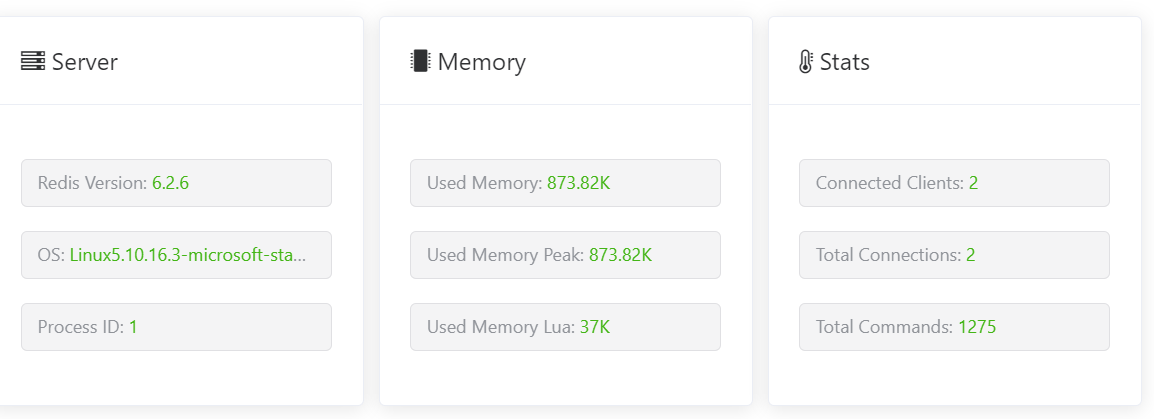 Server
Redis Version: 6.2.6
OS: Linux5.10.16.3-microsoft-sta...
Process ID: 1
Memory
Used Memory: 873.82K
Used Memory Peak: 873.82K
Used Memory Lua: 37K
Stats
Connected Clients: 2
Total Connections: 2
Total Commands: 1275